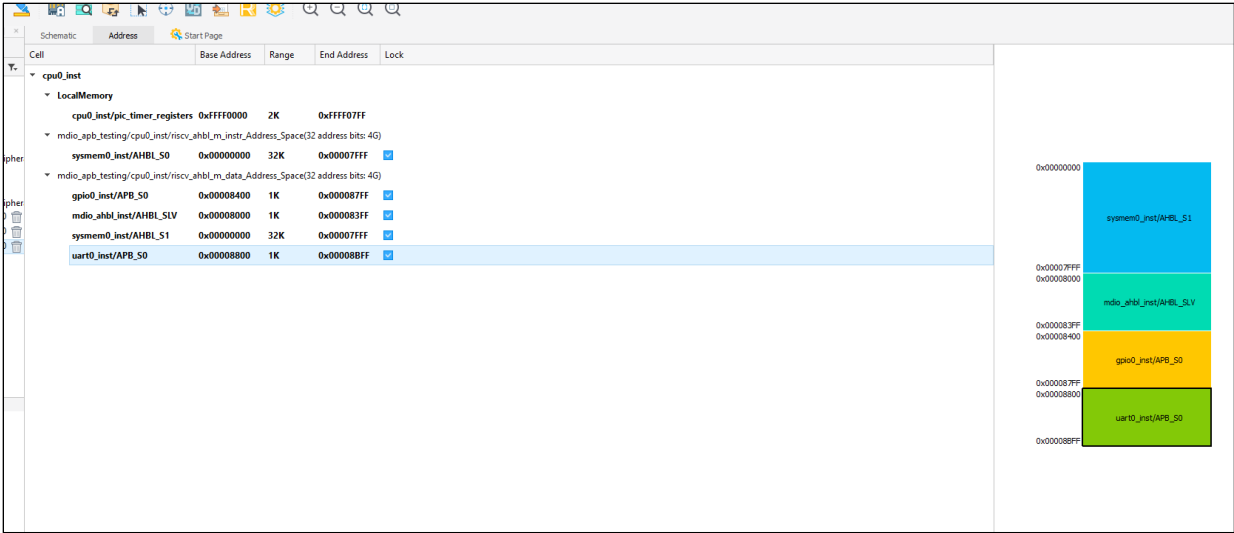 Schematic Address Start Page
Cell Base Address Range End Address Lock
cpu0_inst
LocalMemory
cpu0_inst/pic_timer_registers 0xFFFF0000 2K 0xFFFF07FF
mdio_apb_testing/cpu0_inst/riscv_ahbl_m_instr_Address_Space(32 address bits: 4G)
sysmem0_inst/AHBL_S0 0x00000000 32K 0x00007FFF
mdio_apb_testing/cpu0_inst/riscv_ahbl_m_data_Address_Space(32 address bits: 4G)
gpio0_inst/APB_S0 0x00008400 1K 0x000087FF
mdio_ahbl_inst/AHBL_SLV 0x00008000 1K 0x000083FF
sysmem0_inst/AHBL_S1 0x00000000 32K 0x00007FFF
uart0_inst/APB_S0 0x00008800 1K 0x00008BFF
ipher
ipher
0x00000000
sysmem0_inst/AHBL_S1
0x00007FFF
0x00008000
mdio_ahbl_inst/AHBL_SLV
0x000083FF
0x00008400
gpio0_inst/APB_S0
0x000087FF
0x00008800
uart0_inst/APB_S0
0x00008BFF